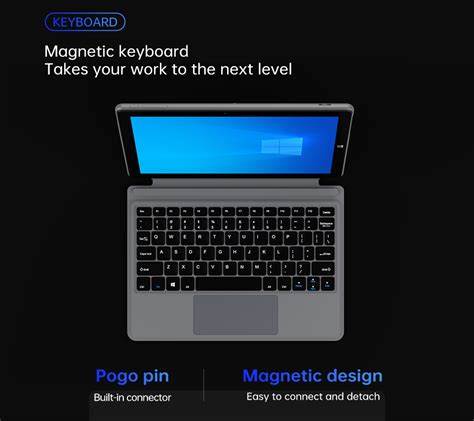 KEYBOARD
Magnetic keyboard
Takes your work to the next level
Q W E R T Y U I O P
A S D F G H J K L
Z X C V B N M
Pogo pin
Magnetic design
Built-in connector
Easy to connect and detach